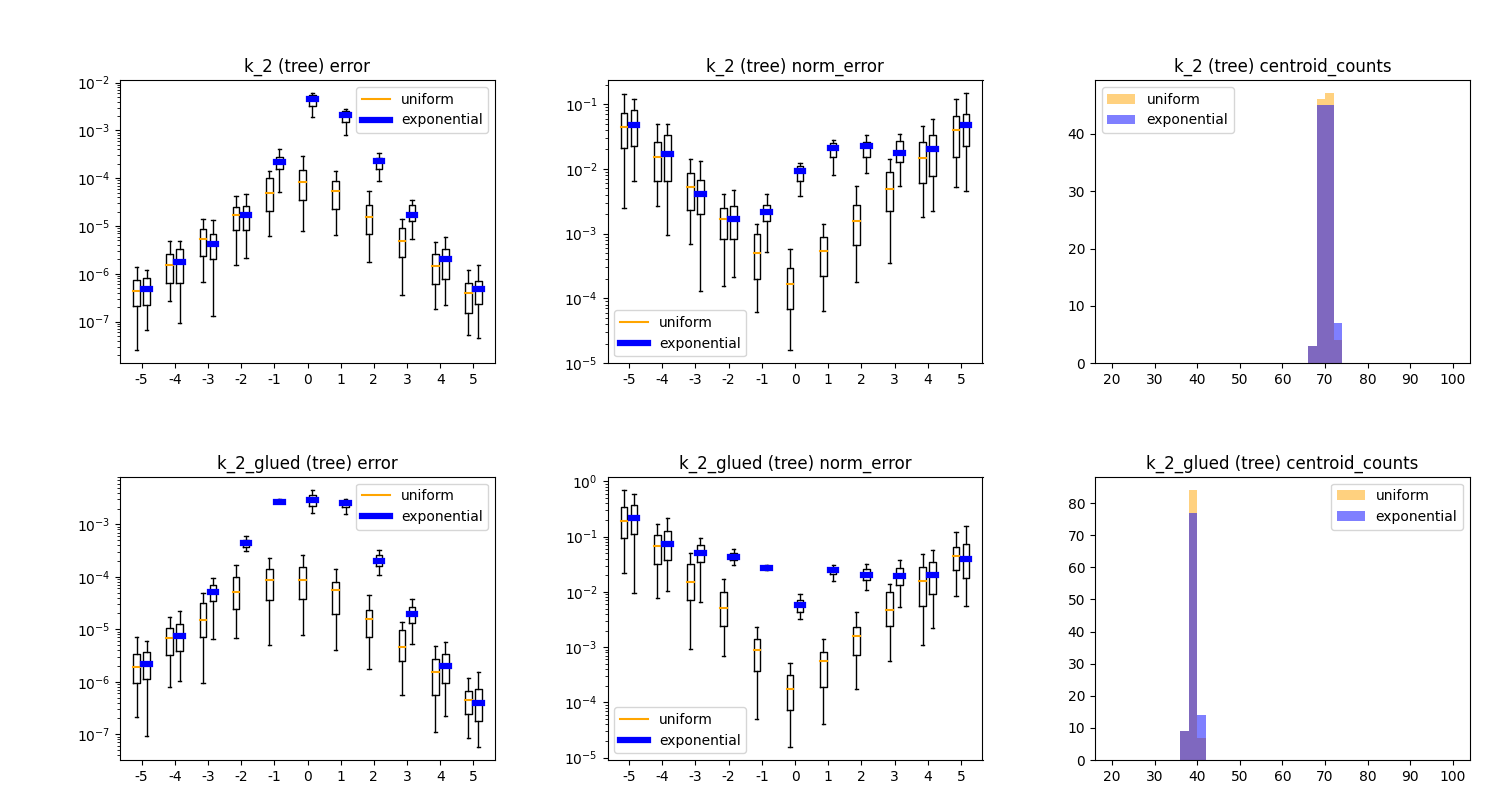 k_2 (tree) error
10⁻²
10⁻³
10⁻⁴
10⁻⁵
10⁻⁶
10⁻⁷
uniform
exponential
-5 -4 -3 -2 -1 0 1 2 3 4 5
k_2 (tree) norm_error
10⁻¹
10⁻²
10⁻³
10⁻⁴
10⁻⁵
uniform
exponential
-5 -4 -3 -2 -1 0 1 2 3 4 5
k_2 (tree) centroid_counts
uniform
exponential
40
30
20
10
0
20 30 40 50 60 70 80 90 100
k_2_glued (tree) error
10⁻³
10⁻⁴
10⁻⁵
10⁻⁶
10⁻⁷
uniform
exponential
-5 -4 -3 -2 -1 0 1 2 3 4 5
k_2_glued (tree) norm_error
10⁰
10⁻¹
10⁻²
10⁻³
10⁻⁴
10⁻⁵
uniform
exponential
-5 -4 -3 -2 -1 0 1 2 3 4 5
k_2_glued (tree) centroid_counts
uniform
exponential
80
70
60
50
40
30
20
10
0
20 30 40 50 60 70 80 90 100